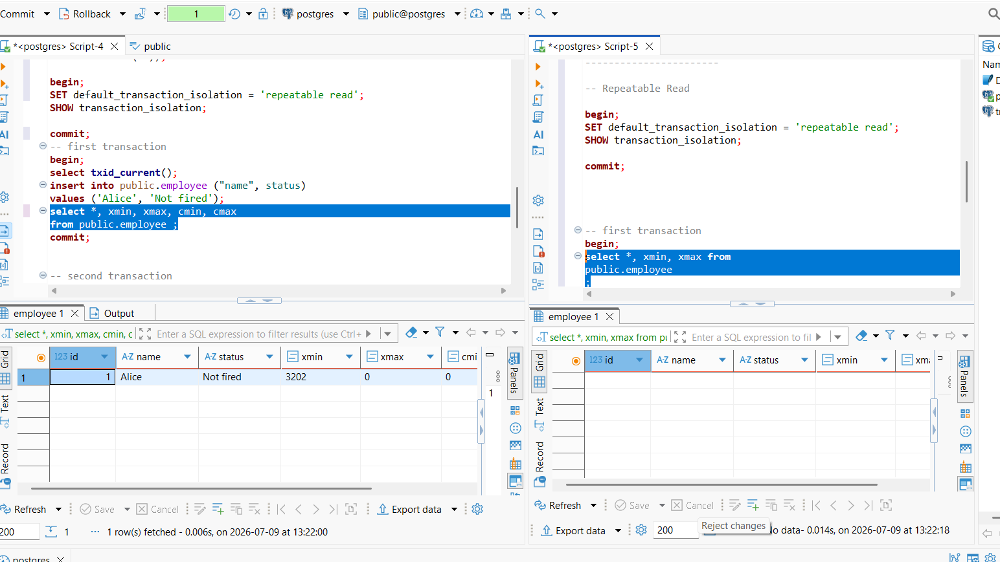 Commit Rollback 1 postgres public@postgres
*<postgres> Script-4 public
begin;
SET default_transaction_isolation = 'repeatable read';
SHOW transaction_isolation;
commit;
-- first transaction
begin;
select txid_current();
insert into public.employee ("name", status)
values ('Alice', 'Not fired');
select *, xmin, xmax, cmin, cmax
from public.employee ;
commit;
-- second transaction
AI
employee 1 Output
select *, xmin, xmax, cmin, c Enter a SQL expression to filter results (use Ctrl+
Grid
Text
Record
123 id A-Z name A-Z status xmin xmax cmi
1 1 Alice Not fired 3202 0 0
1
Panels
Refresh Save Cancel Export data
200 1 1 row(s) fetched - 0.006s, on 2026-07-09 at 13:22:00
postgres
*<postgres> Script-5
-- Repeatable Read
begin;
SET default_transaction_isolation = 'repeatable read';
SHOW transaction_isolation;
commit;
-- first transaction
begin;
select *, xmin, xmax from
public.employee
;
AI
employee 1
select *, xmin, xmax from pu Enter a SQL expression to fil
Grid
Text
Record
123 id A-Z name A-Z status xmin xma
Panels
Refresh Save Cancel
Export data 200 Reject changes o data- 0.014s, on 2026-07-09 at 13:22:18
Nam